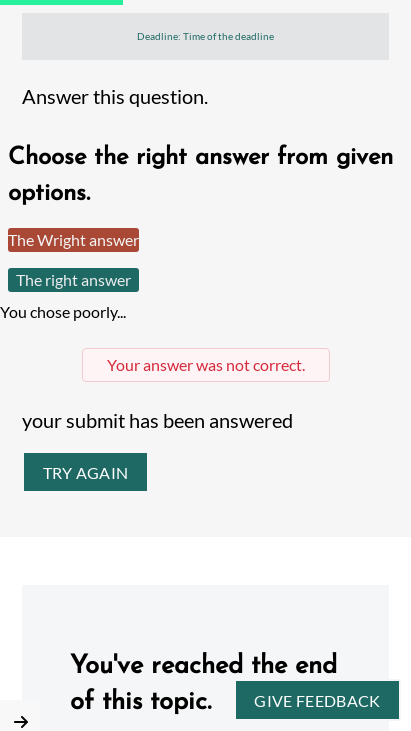 Deadline: Time of the deadline
Answer this question.
Choose the right answer from given
options.
The Wright answer
The right answer
You chose poorly...
Your answer was not correct.
your submit has been answered
TRY AGAIN
You've reached the end
of this topic.
GIVE FEEDBACK